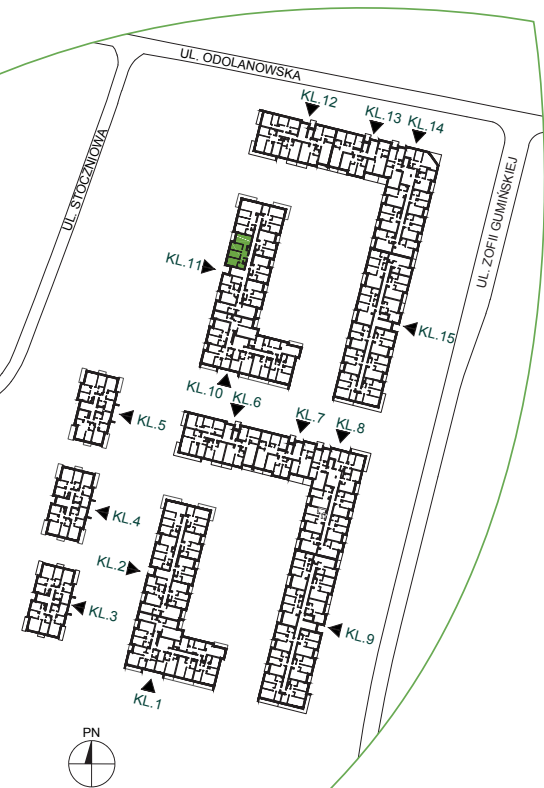 UL. ODOLANOWSKA
KL.12
KL.13
KL.14
UL. STOCZNIOWA
UL. ZOFII GUMIŃSKIEJ
KL.11
KL.15
KL.10
KL.6
KL.7
KL.8
KL.5
KL.4
KL.2
KL.3
KL.9
KL.1
PN